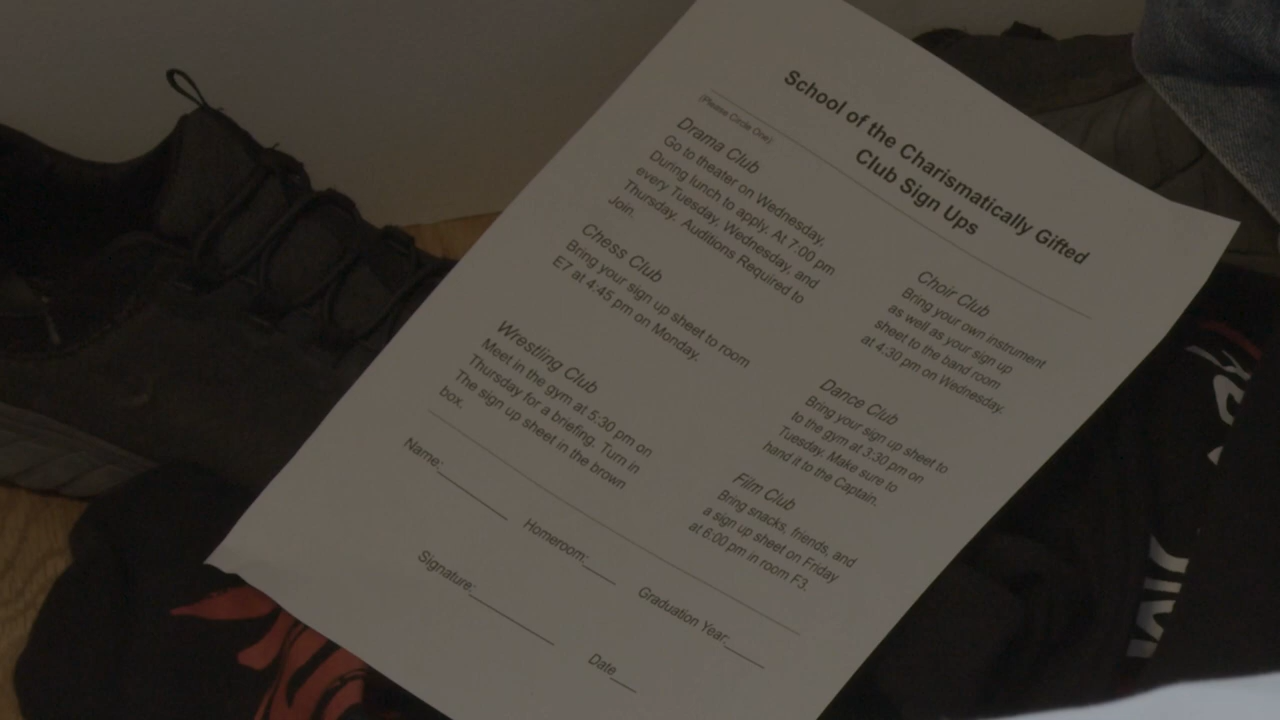 School of the Charismatically Gifted
Club Sign Ups
(Please Circle One)
Drama Club
Go to theater on Wednesday,
During lunch to apply. At 7:00 pm
every Tuesday, Wednesday, and
Thursday. Auditions Required to
Join.
Chess Club
Bring your sign up sheet to room
E7 at 4:45 pm on Monday.
Wrestling Club
Meet in the gym at 5:30 pm on
Thursday for a briefing. Turn in
The sign up sheet in the brown
box.
Choir Club
Bring your own instrument
as well as your sign up
sheet to the band room
at 4:30 pm on Wednesday.
Dance Club
Bring your sign up sheet to
to the gym at 3:30 pm on
Tuesday. Make sure to
hand it to the Captain.
Film Club
Bring snacks, friends, and
a sign up sheet on Friday
at 6:00 pm in room F3.
Name:
Homeroom:
Graduation Year:
Signature:
Date